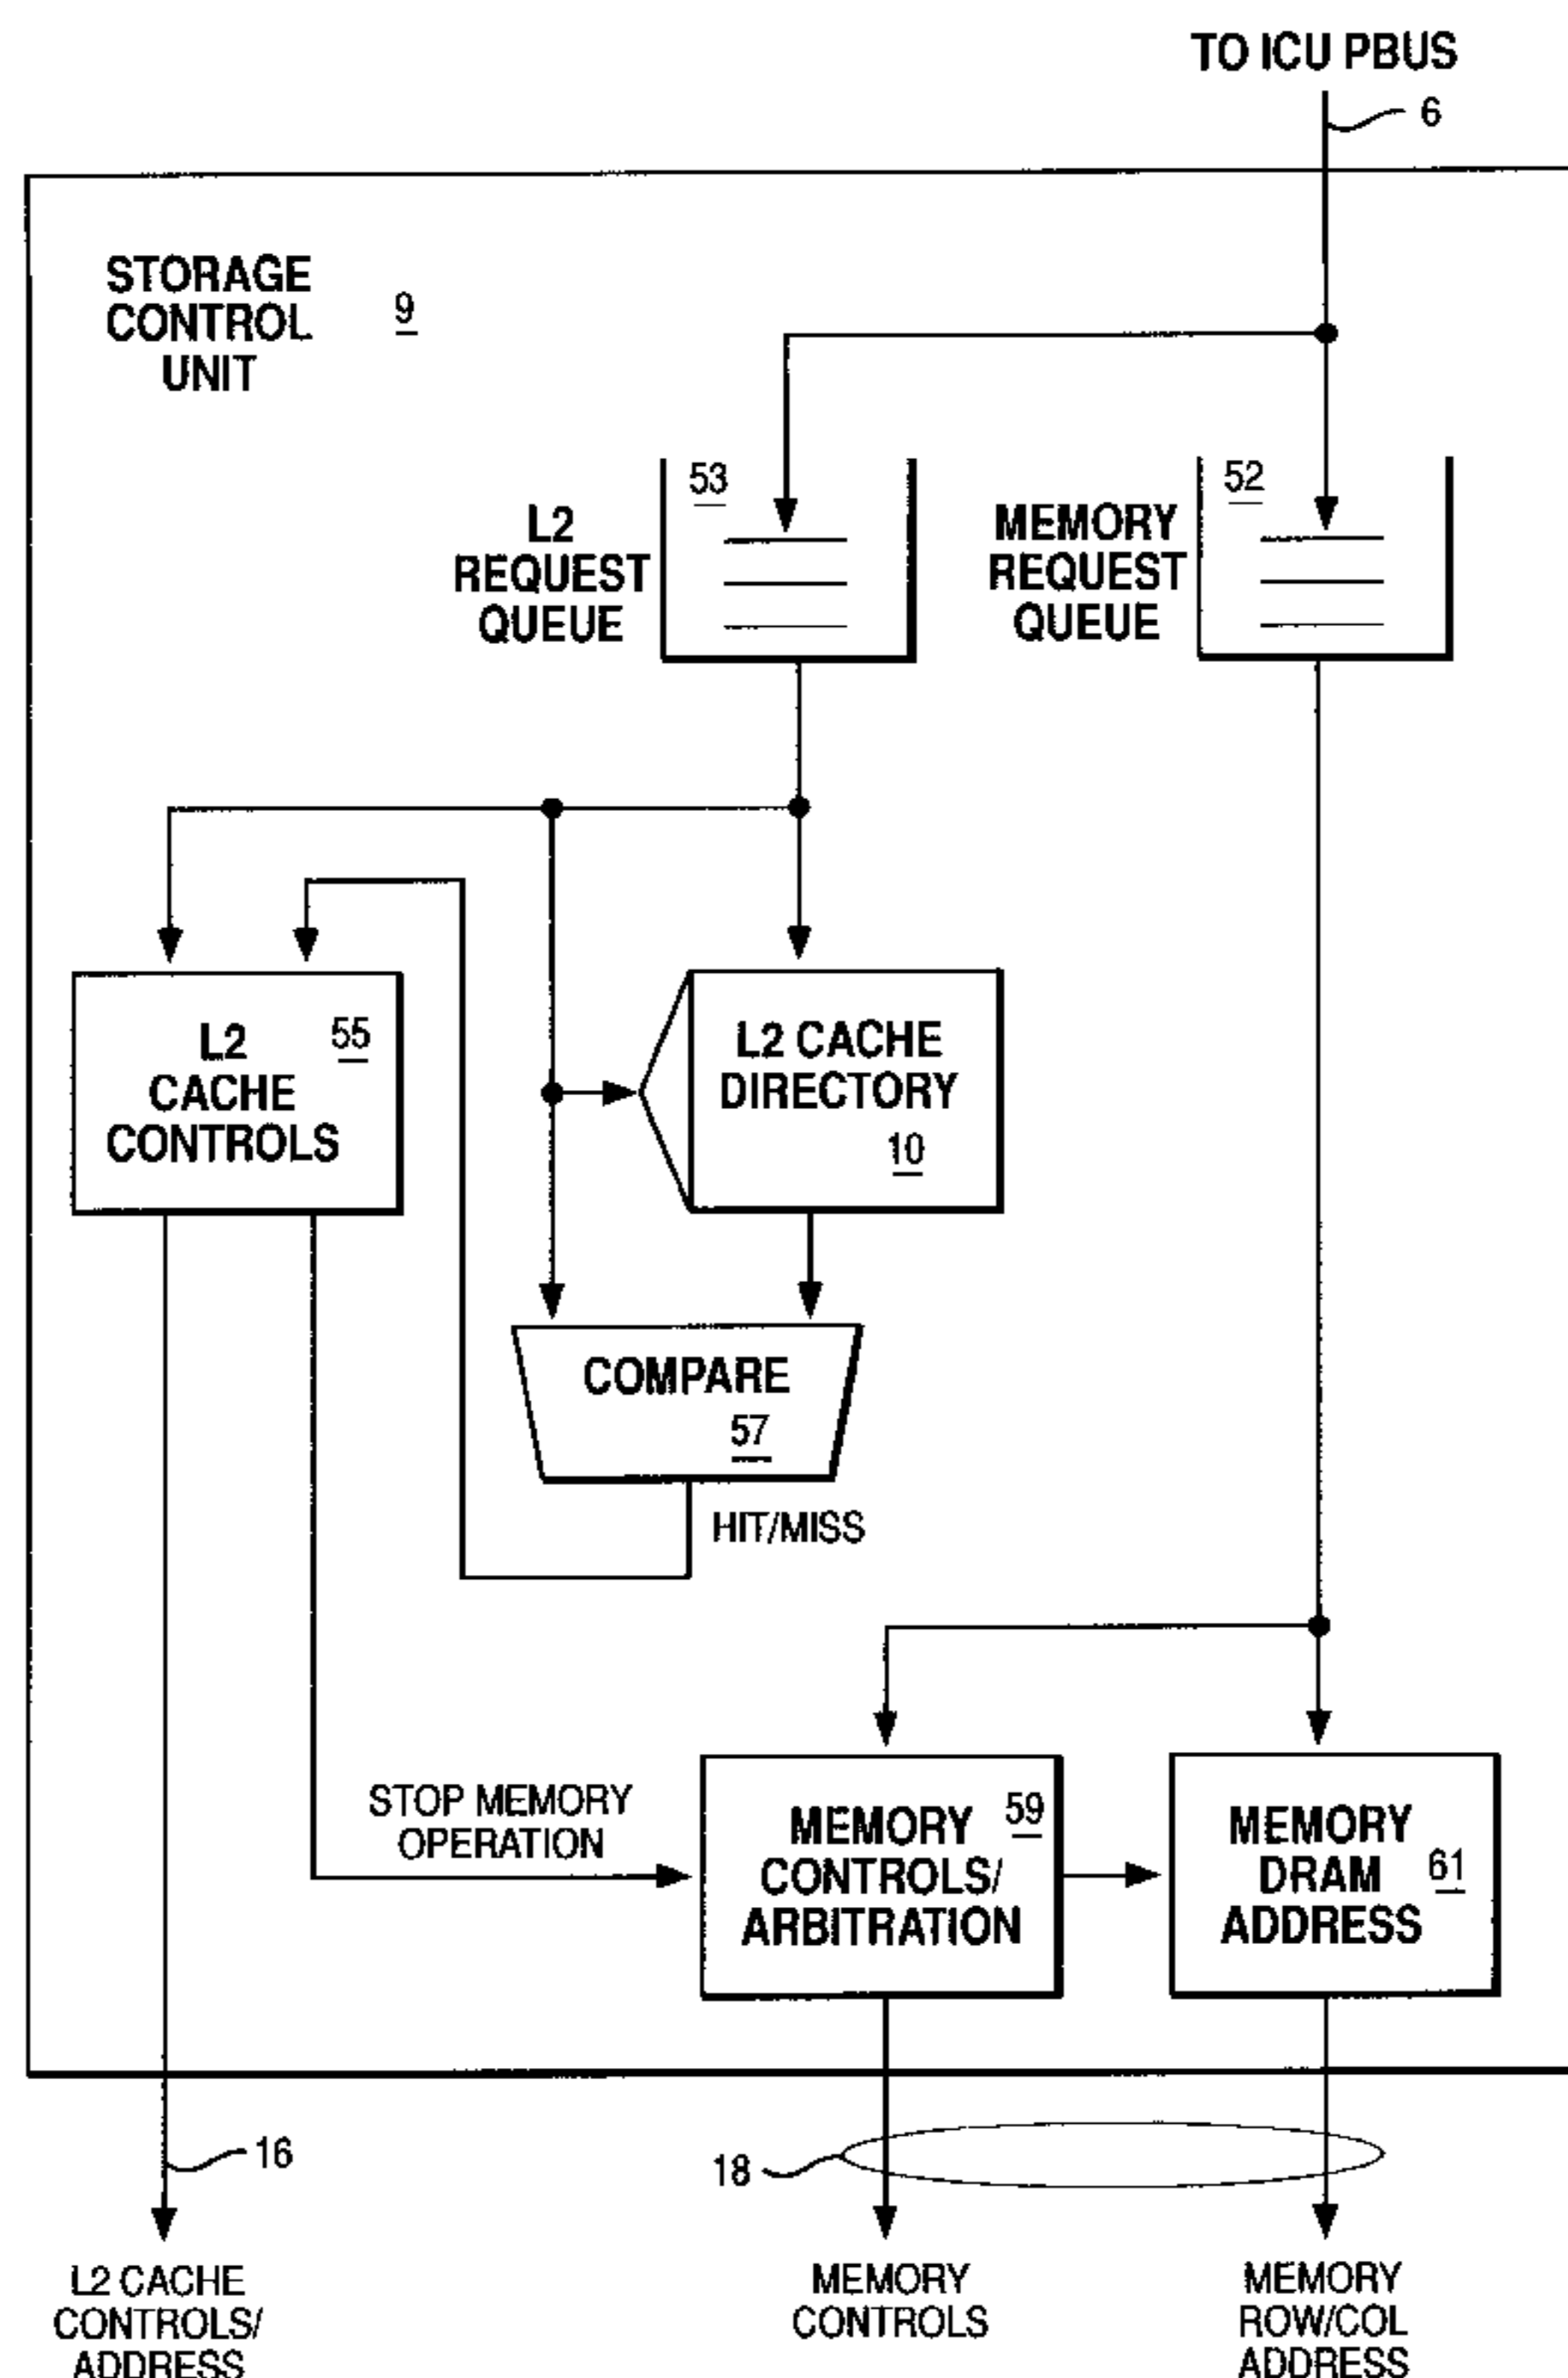 TO ICU PBUS
6
STORAGE
CONTROL
UNIT
9
53
L2
REQUEST
QUEUE
52
MEMORY
REQUEST
QUEUE
L2
CACHE
CONTROLS
55
L2 CACHE
DIRECTORY
10
COMPARE
57
HIT/MISS
STOP MEMORY
OPERATION
MEMORY
CONTROLS/
ARBITRATION
59
MEMORY
DRAM
ADDRESS
61
16
18
L2 CACHE
CONTROLS/
ADDRESS
MEMORY
CONTROLS
MEMORY
ROW/COL
ADDRESS